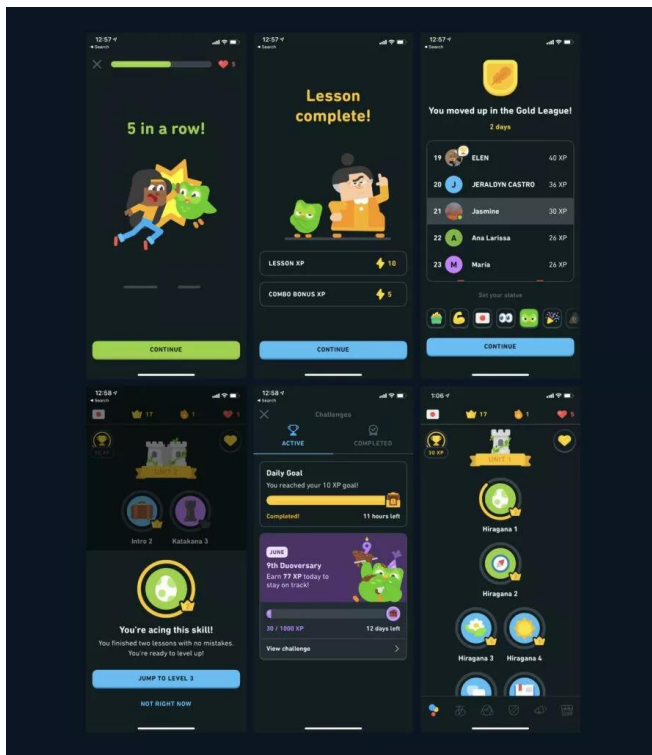 12:57
Search
5
5 in a row!
CONTINUE
12:57
Search
Lesson
complete!
LESSON XP
10
COMBO BONUS XP
5
CONTINUE
12:57
Search
You moved up in the Gold League!
2 days
19 ELEN 40 XP
20 J JERALDYN CASTRO 36 XP
21 Jasmine 30 XP
22 A Ana Larissa 26 XP
23 M Maria 26 XP
Set your status
CONTINUE
12:58
Search
17 1 5
UNIT 2
Intro 2 Katakana 3
You're acing this skill!
You finished two lessons with no mistakes.
You're ready to level up!
JUMP TO LEVEL 3
NOT RIGHT NOW
12:58
Search
Challenges
ACTIVE COMPLETED
Daily Goal
You reached your 10 XP goal!
Completed! 11 hours left
JUNE
9
9th Duoversary
Earn 77 XP today to
stay on track!
30 / 1000 XP 12 days left
View challenge
1:06
17 1 5
30 XP
UNIT 1
Hiragana 1
Hiragana 2
Hiragana 3 Hiragana 4